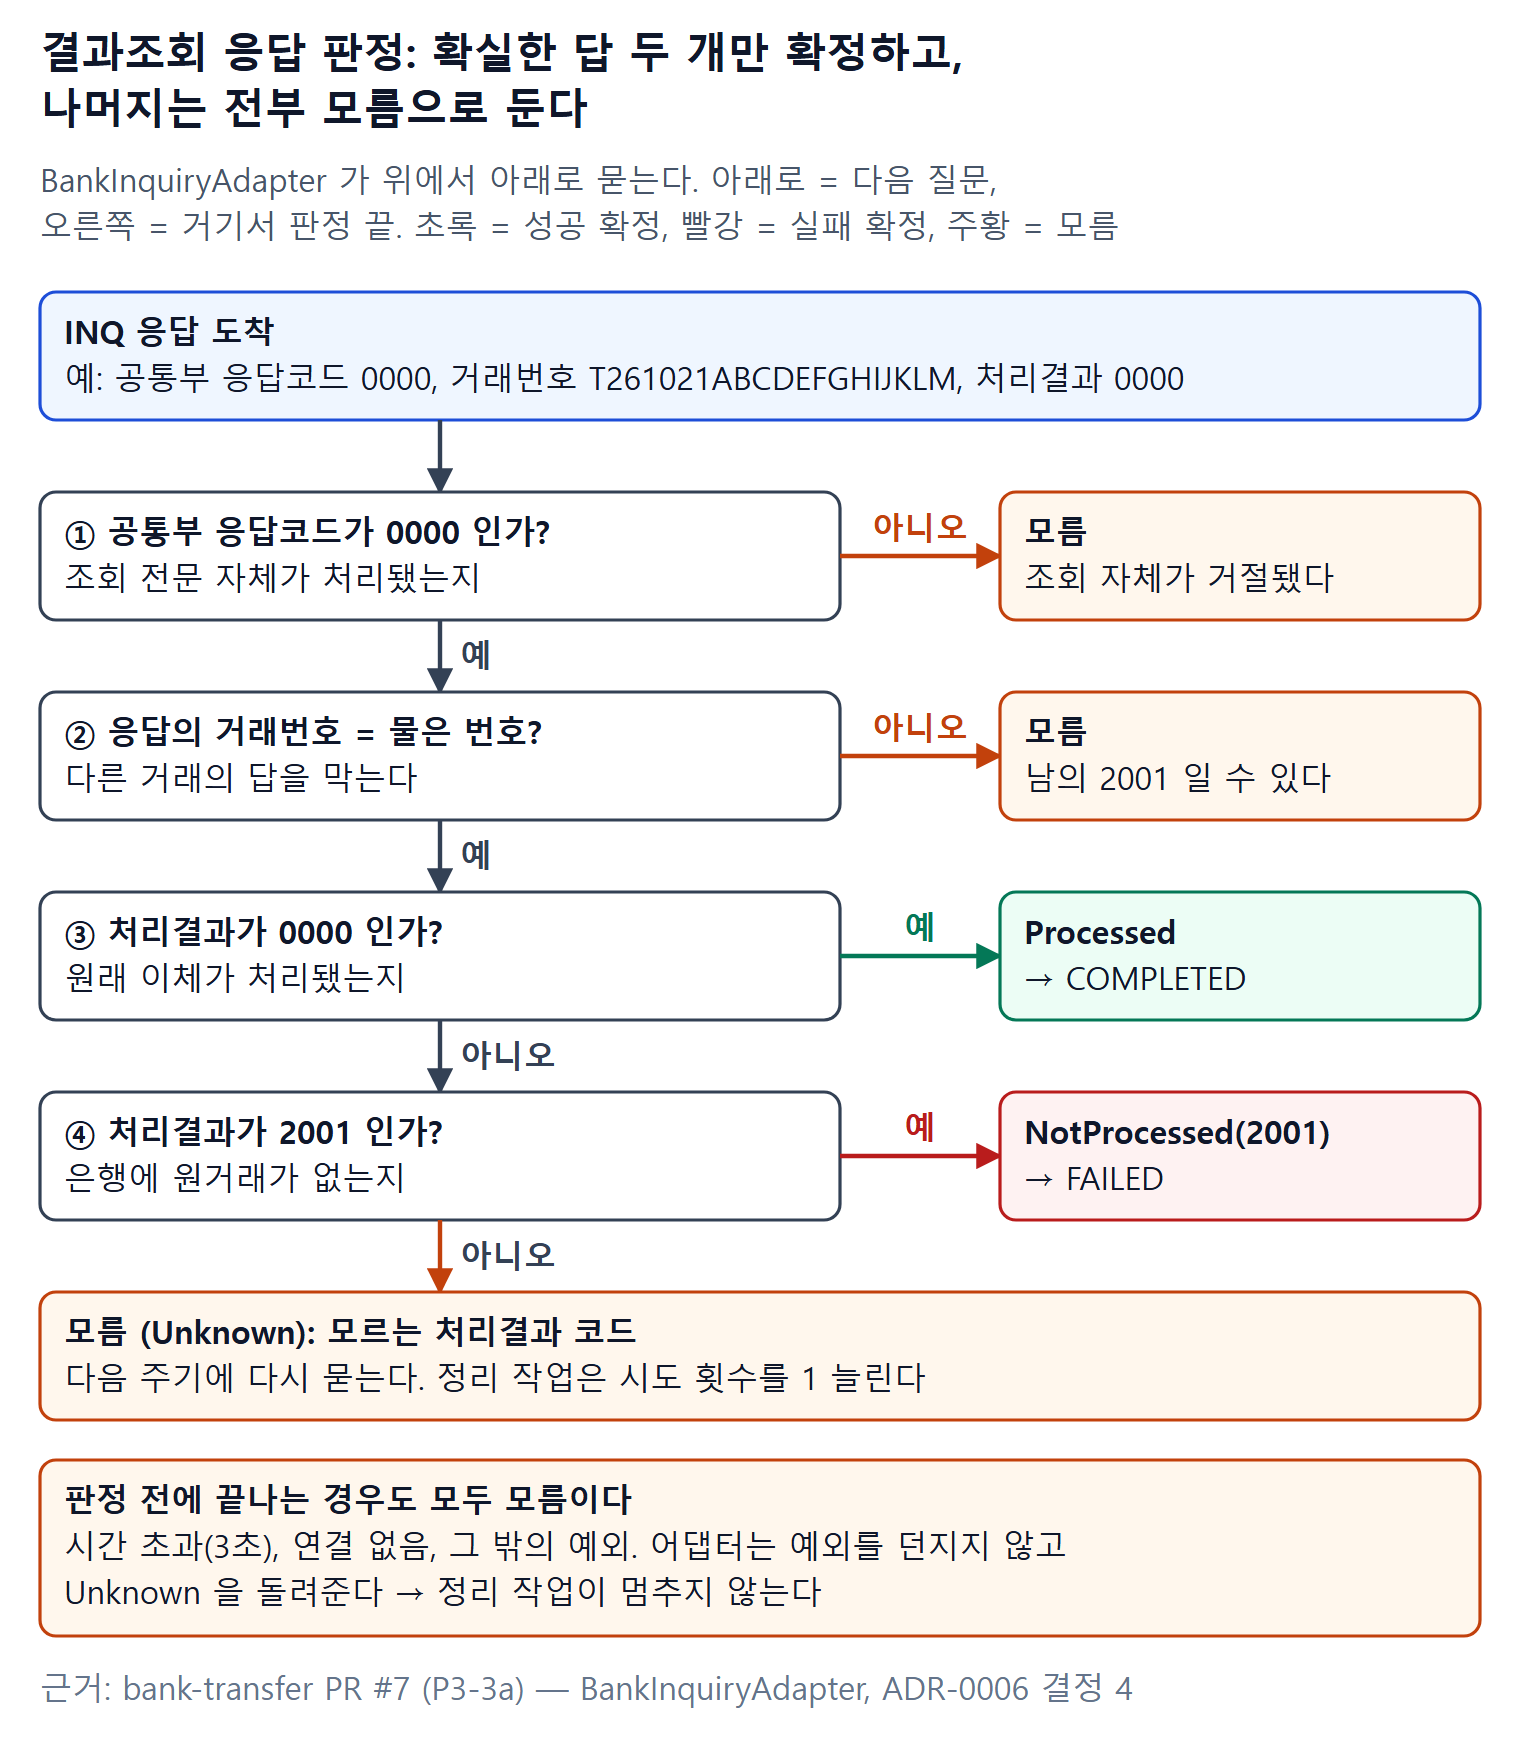 결과조회 응답 판정: 확실한 답 두 개만 확정하고,
나머지는 전부 모름으로 둔다
BankInquiryAdapter 가 위에서 아래로 묻는다. 아래로 = 다음 질문,
오른쪽 = 거기서 판정 끝. 초록 = 성공 확정, 빨강 = 실패 확정, 주황 = 모름
INQ 응답 도착
예: 공통부 응답코드 0000, 거래번호 T261021ABCDEFGHIJKLM, 처리결과 0000
① 공통부 응답코드가 0000 인가?
조회 전문 자체가 처리됐는지
아니오
모름
조회 자체가 거절됐다
예
② 응답의 거래번호 = 물은 번호?
다른 거래의 답을 막는다
아니오
모름
남의 2001 일 수 있다
예
③ 처리결과가 0000 인가?
원래 이체가 처리됐는지
예
Processed
→ COMPLETED
아니오
④ 처리결과가 2001 인가?
은행에 원거래가 없는지
예
NotProcessed(2001)
→ FAILED
아니오
모름 (Unknown): 모르는 처리결과 코드
다음 주기에 다시 묻는다. 정리 작업은 시도 횟수를 1 늘린다
판정 전에 끝나는 경우도 모두 모름이다
시간 초과(3초), 연결 없음, 그 밖의 예외. 어댑터는 예외를 던지지 않고
Unknown 을 돌려준다 → 정리 작업이 멈추지 않는다
근거: bank-transfer PR #7 (P3-3a) — BankInquiryAdapter, ADR-0006 결정 4